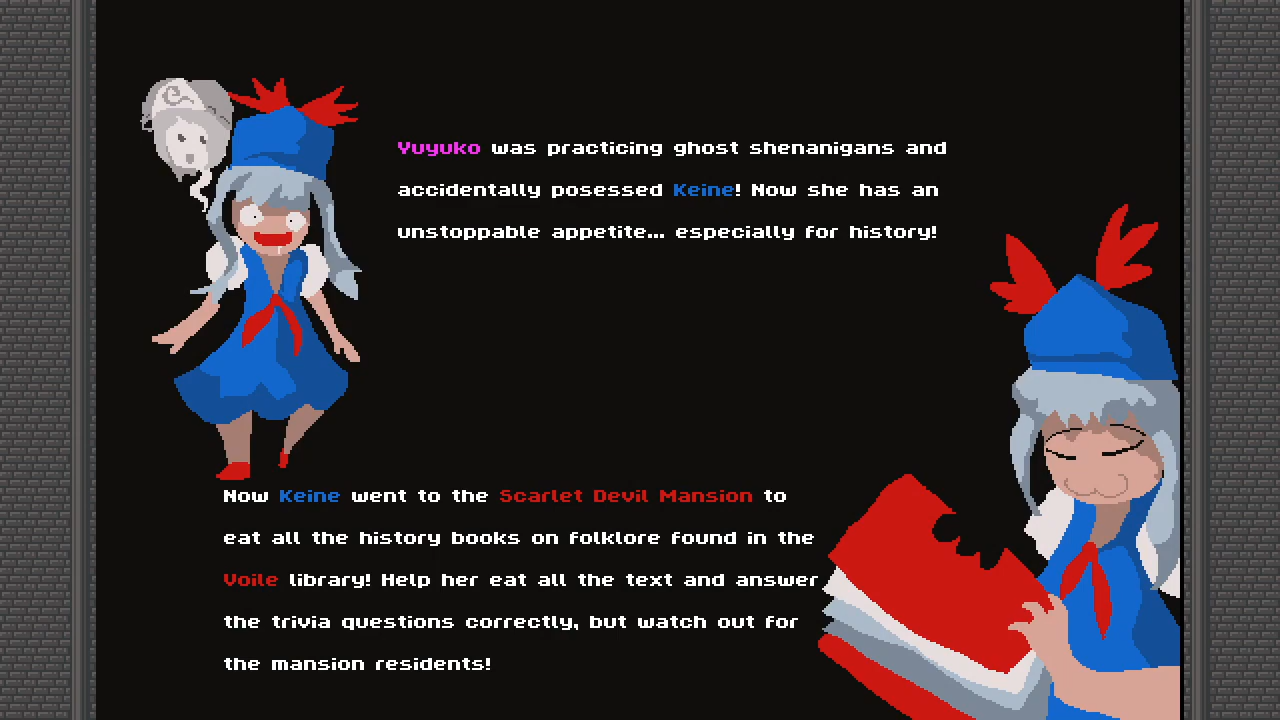 Yuyuko was practicing ghost shenanigans and
accidentally posessed Keine! Now she has an
unstoppable appetite... especially for history!
Now Keine went to the Scarlet Devil Mansion to
eat all the history books on folklore found in the
Voile library! Help her eat all the text and answer
the trivia questions correctly, but watch out for
the mansion residents!